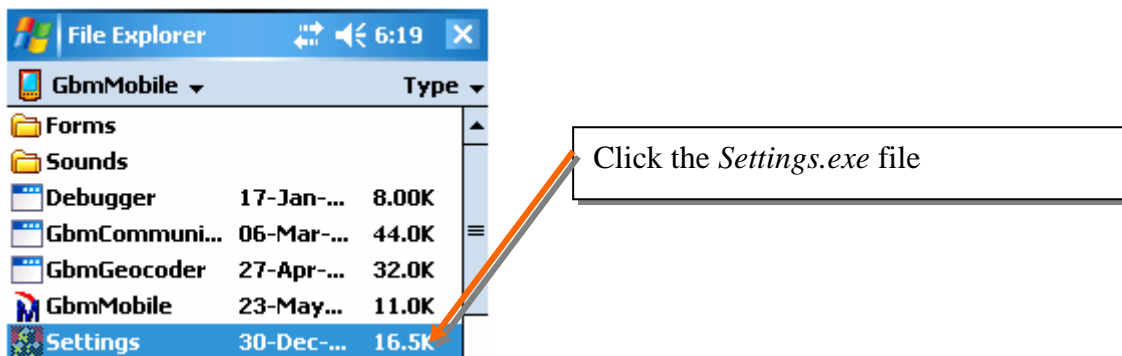 File Explorer 6:19
GbmMobile Type
Forms
Sounds
Debugger 17-Jan-... 8.00K
GbmCommuni... 06-Mar-... 44.0K
GbmGeocoder 27-Apr-... 32.0K
GbmMobile 23-May... 11.0K
Settings 30-Dec-... 16.5K
Click the Settings.exe file